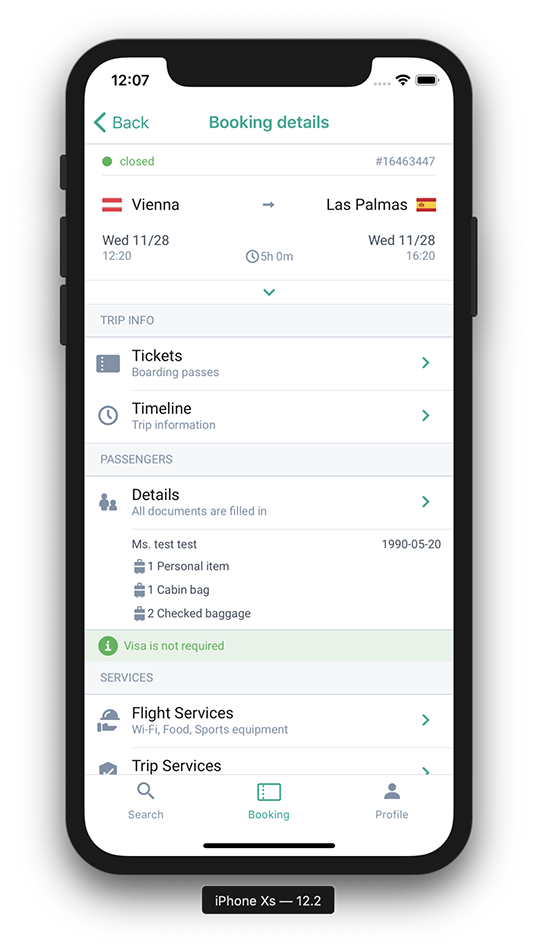 12:07
Back
Booking details
closed
#16463447
Vienna
Las Palmas
Wed 11/28
Wed 11/28
12:20
5h 0m
16:20
TRIP INFO
Tickets
Boarding passes
Timeline
Trip information
PASSENGERS
Details
All documents are filled in
Ms. test test
1990-05-20
1 Personal item
1 Cabin bag
2 Checked baggage
Visa is not required
SERVICES
Flight Services
Wi-Fi, Food, Sports equipment
Trip Services
Search
Booking
Profile
iPhone Xs — 12.2